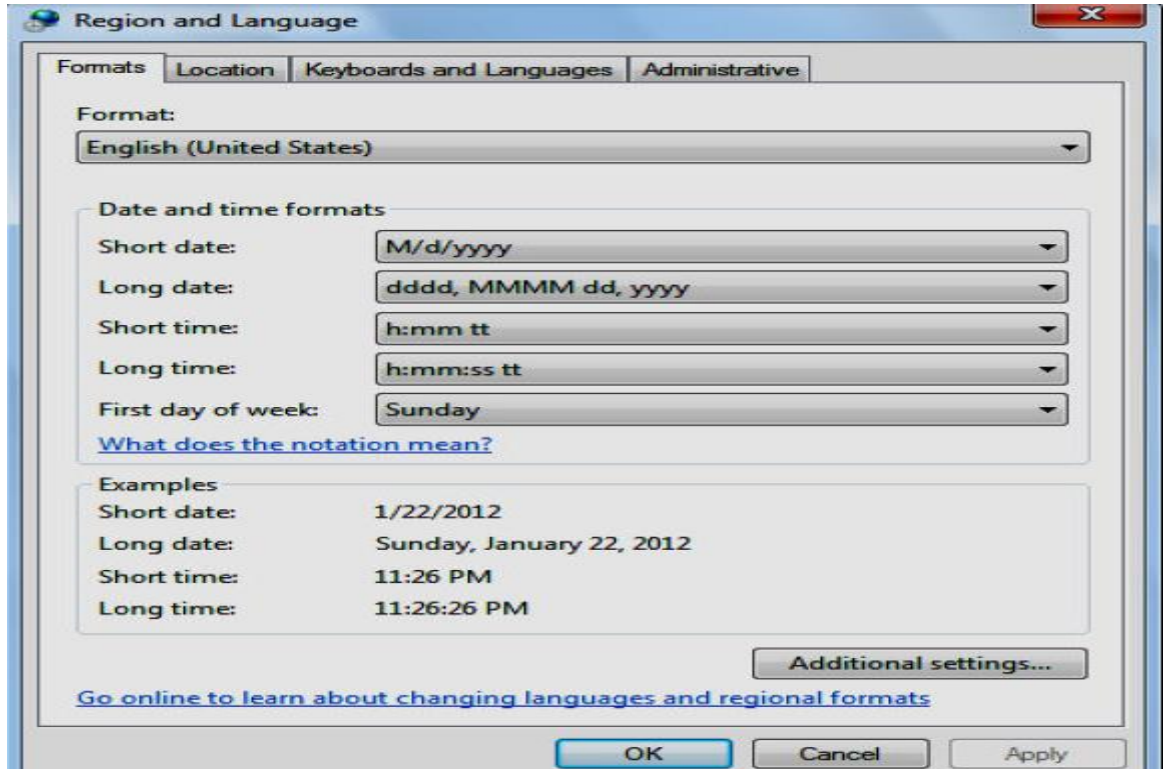 Region and Language
Formats Location Keyboards and Languages Administrative
Format:
English (United States)
Date and time formats
Short date: M/d/yyyy
Long date: dddd, MMMM dd, yyyy
Short time: h:mm tt
Long time: h:mm:ss tt
First day of week: Sunday
What does the notation mean?
Examples
Short date: 1/22/2012
Long date: Sunday, January 22, 2012
Short time: 11:26 PM
Long time: 11:26:26 PM
Additional settings...
Go online to learn about changing languages and regional formats
OK Cancel Apply